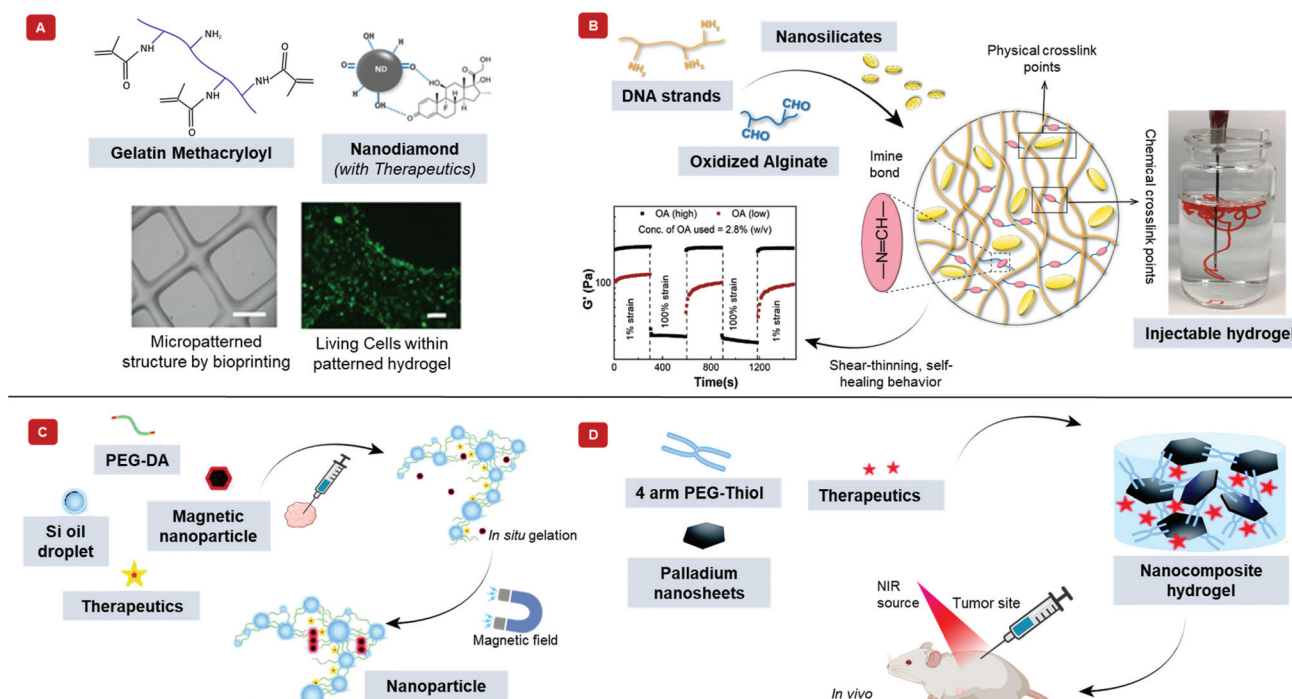 A
NH₂
NH
O
O
NH
NH
O
Gelatin Methacryloyl
OH
H
O
ND
O
H
OH
HO
OH
O
OH
H
F
H
O
Nanodiamond
(with Therapeutics)
Micropatterned
structure by bioprinting
Living Cells within
patterned hydrogel
B
NH₂
NH₂
NH₂
DNA strands
Nanosilicates
CHO
CHO
Oxidized Alginate
Physical crosslink
points
Imine
bond
—N=CH—
Chemical crosslink points
Injectable hydrogel
OA (high) OA (low)
Conc. of OA used = 2.8% (w/v)
G' (Pa)
100
1% strain
100% strain
100% strain
1% strain
0 400 800 1200
Time(s)
Shear-thinning, self-
healing behavior
C
PEG-DA
Si oil
droplet
Magnetic
nanoparticle
Therapeutics
In situ gelation
Magnetic field
Nanoparticle
D
4 arm PEG-Thiol
Therapeutics
Palladium
nanosheets
Nanocomposite
hydrogel
NIR
source
Tumor site
In vivo